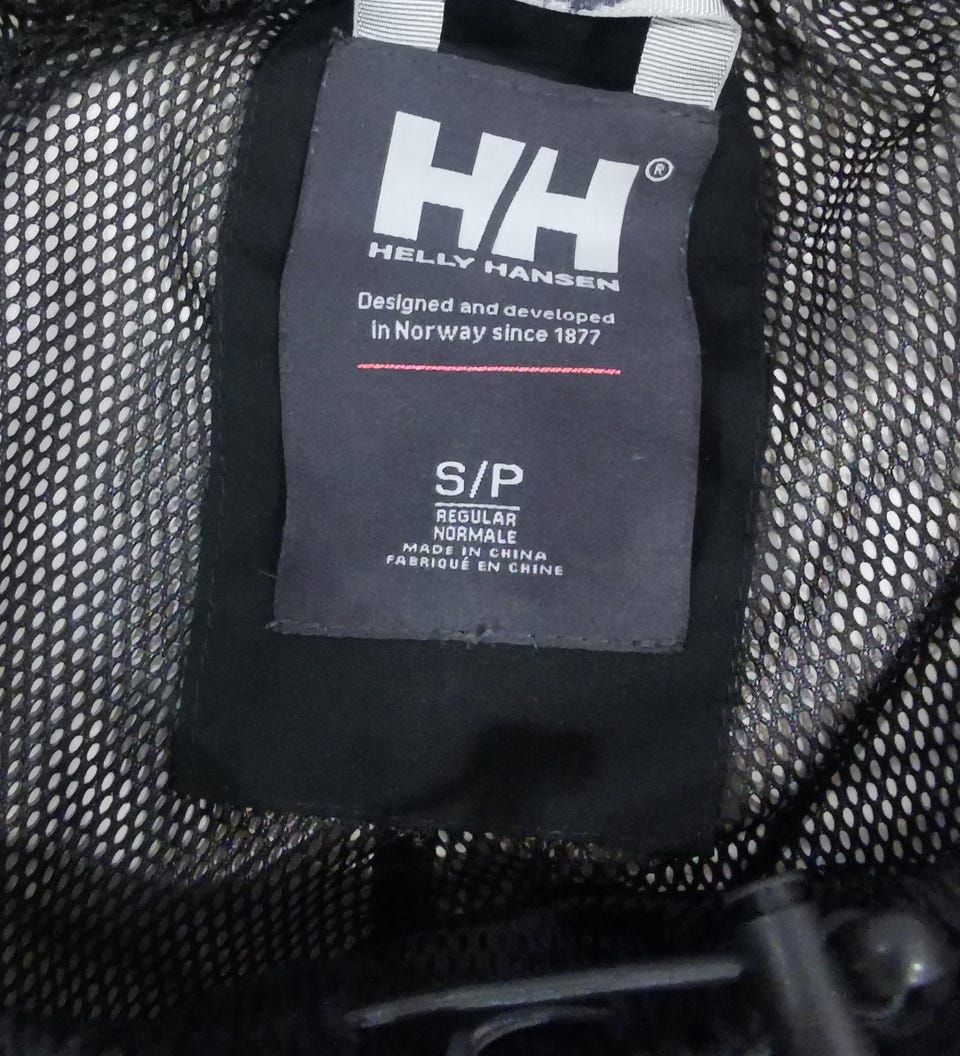 HH®
HELLY HANSEN
Designed and developed
in Norway since 1877
S/P
REGULAR
NORMALE
MADE IN CHINA
FABRIQUÉ EN CHINE